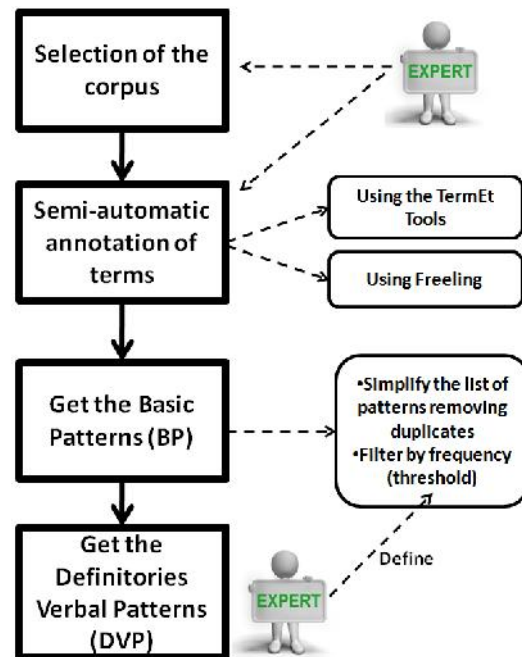 Selection of the
corpus
EXPERT
Semi-automatic
annotation of
terms
Using the TermEt
Tools
Using Freeling
Get the Basic
Patterns (BP)
•Simplify the list of
patterns removing
duplicates
•Filter by frequency
(threshold)
Get the
Definitories
Verbal Patterns
(DVP)
EXPERT
Define